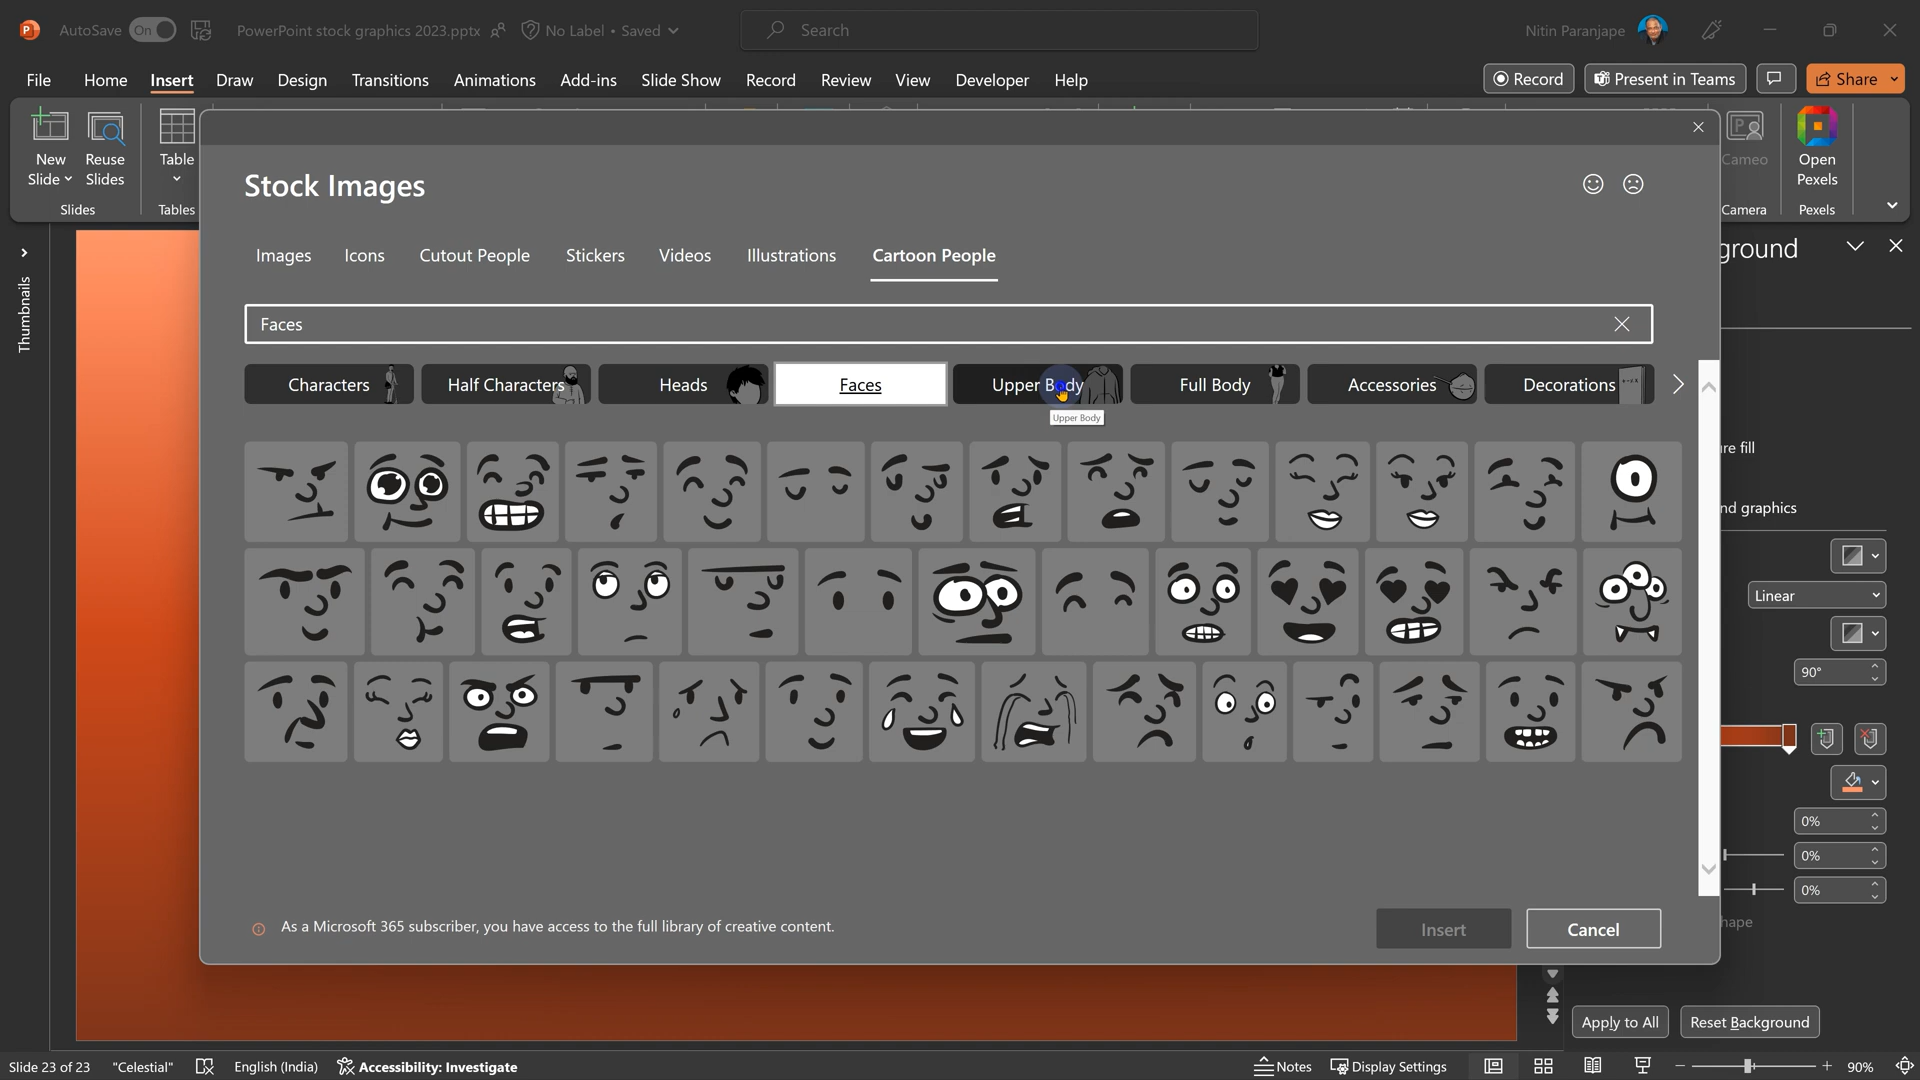 AutoSave On PowerPoint stock graphics 2023.pptx No Label • Saved Search Nitin Paranjape
File Home Insert Draw Design Transitions Animations Add-ins Slide Show Record Review View Developer Help Record Present in Teams Share
New Slide
Reuse Slides
Table
Cameo
Open Pexels
Slides Tables Camera Pexels
Stock Images
Images Icons Cutout People Stickers Videos Illustrations Cartoon People
Faces
Characters Half Characters Heads Faces Upper Body Full Body Accessories Decorations
Upper Body
Thumbnails
ground
re fill
nd graphics
Linear
90°
0%
0%
0%
hape
As a Microsoft 365 subscriber, you have access to the full library of creative content.
Insert Cancel
Apply to All Reset Background
Slide 23 of 23 "Celestial" English (India) Accessibility: Investigate Notes Display Settings 90%